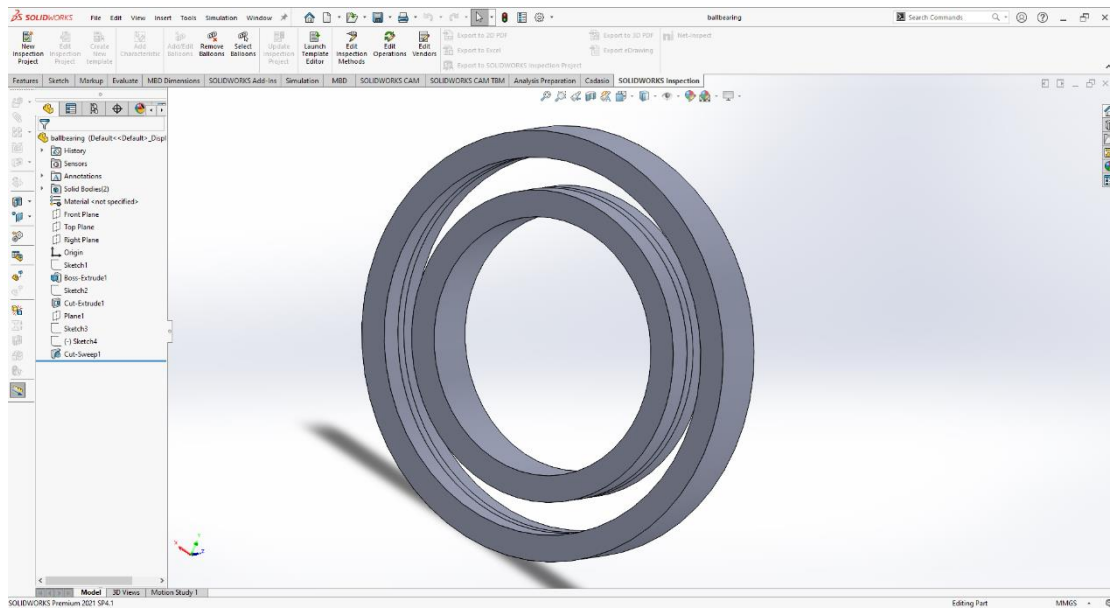 SOLIDWORKS File Edit View Insert Tools Simulation Window
ballbearing
Search Commands
New Inspection Project
Edit Inspection Project
Create New template
Add Characteristic
Add/Edit Balloons
Remove Balloons
Select Balloons
Update Inspection Project
Launch Template Editor
Edit Inspection Methods
Edit Operations
Edit Vendors
Export to 2D PDF
Export to Excel
Export to SOLIDWORKS Inspection Project
Export to 3D PDF
Export eDrawing
Net-Inspect
Features Sketch Markup Evaluate MBD Dimensions SOLIDWORKS Add-Ins Simulation MBD SOLIDWORKS CAM SOLIDWORKS CAM TBM Analysis Preparation Cadasio SOLIDWORKS Inspection
ballbearing (Default<<Default>_Displ
History
Sensors
Annotations
Solid Bodies(2)
Material <not specified>
Front Plane
Top Plane
Right Plane
Origin
Sketch1
Boss-Extrude1
Sketch2
Cut-Extrude1
Plane1
Sketch3
(-) Sketch4
Cut-Sweep1
Model 3D Views Motion Study 1
SOLIDWORKS Premium 2021 SP4.1
Editing Part
MMGS